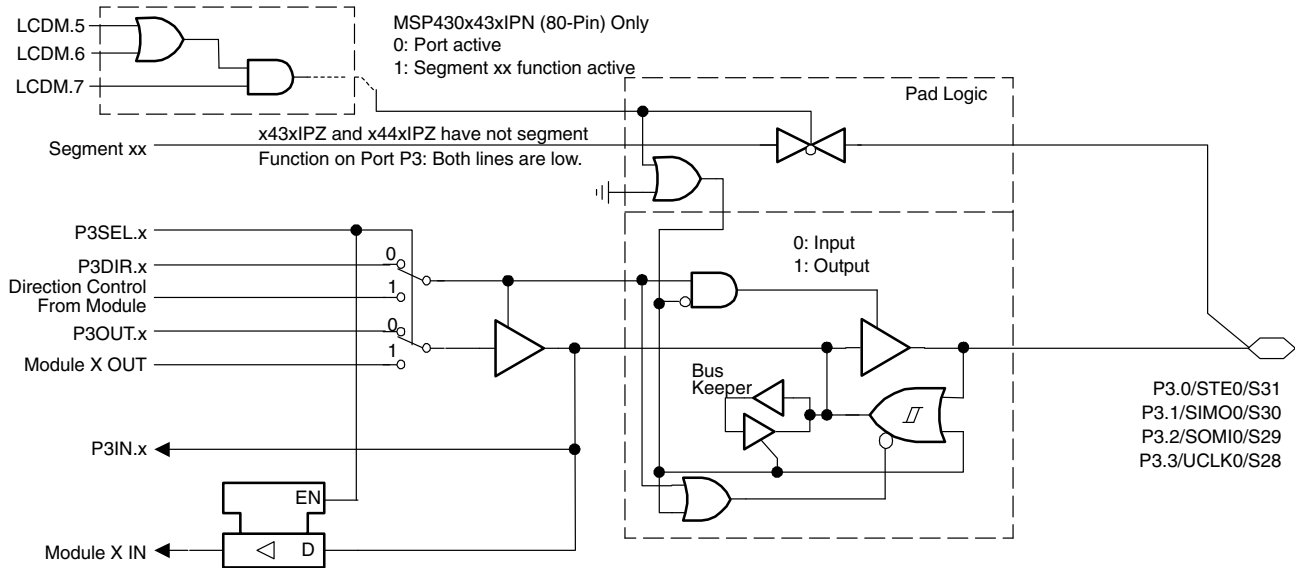 LCDM.5
LCDM.6
LCDM.7
MSP430x43xIPN (80-Pin) Only
0: Port active
1: Segment xx function active
Pad Logic
x43xIPZ and x44xIPZ have not segment
Function on Port P3: Both lines are low.
Segment xx
P3SEL.x
0: Input
1: Output
P3DIR.x
0
Direction Control
From Module
1
P3OUT.x
0
Module X OUT
1
Bus
Keeper
P3.0/STE0/S31
P3.1/SIMO0/S30
P3.2/SOMI0/S29
P3.3/UCLK0/S28
P3IN.x
EN
D
Module X IN